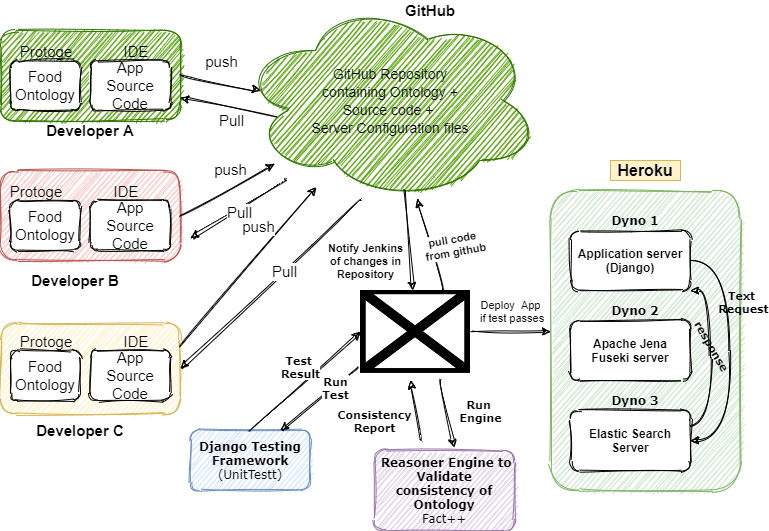 GitHub
GitHub Repository
containing Ontology +
Source code +
Server Configuration files
Protoge
IDE
Food
Ontology
App
Source
Code
Developer A
push
Pull
Protoge
IDE
Food
Ontology
App
Source
Code
Developer B
push
Pull
Protoge
IDE
Food
Ontology
App
Source
Code
Developer C
push
Pull
Notify Jenkins
of changes in
Repository
pull code
from github
Deploy App
if test passes
Test
Result
Run
Test
Consistency
Report
Run
Engine
Django Testing
Framework
(UnitTestt)
Reasoner Engine to
Validate
consistency of
Ontology
Fact++
Heroku
Dyno 1
Application server
(Django)
Text
Request
response
Dyno 2
Apache Jena
Fuseki server
Dyno 3
Elastic Search
Server